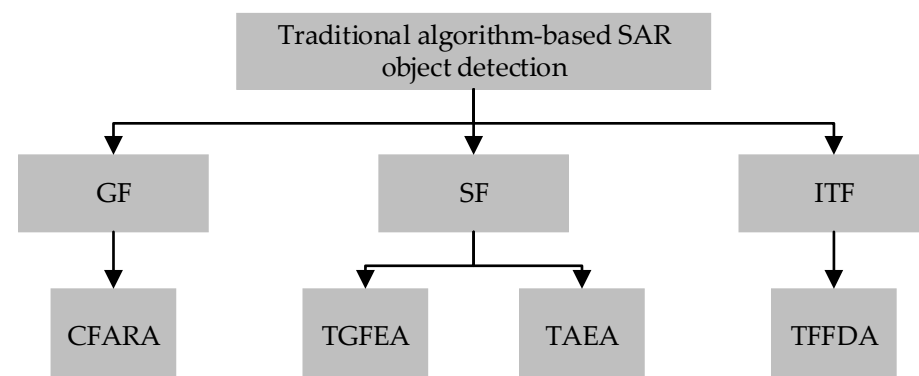 Traditional algorithm-based SAR
object detection
GF
SF
ITF
CFARA
TGFEA
TAEA
TFFDA